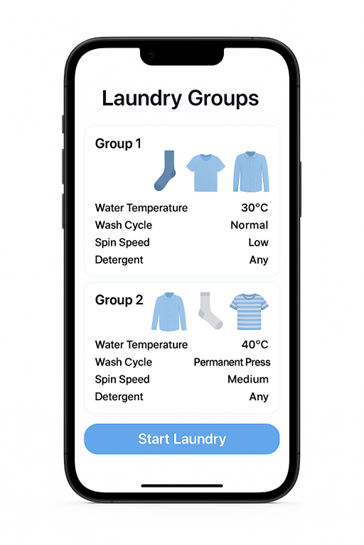 Laundry Groups
Group 1
Water Temperature 30°C
Wash Cycle Normal
Spin Speed Low
Detergent Any
Group 2
Water Temperature 40°C
Wash Cycle Permanent Press
Spin Speed Medium
Detergent Any
Start Laundry